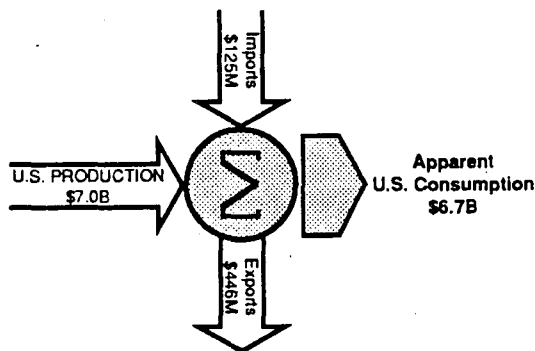 Imports
$125M
U.S. PRODUCTION
$7.0B
Σ
Apparent
U.S. Consumption
$6.7B
Exports
$446M